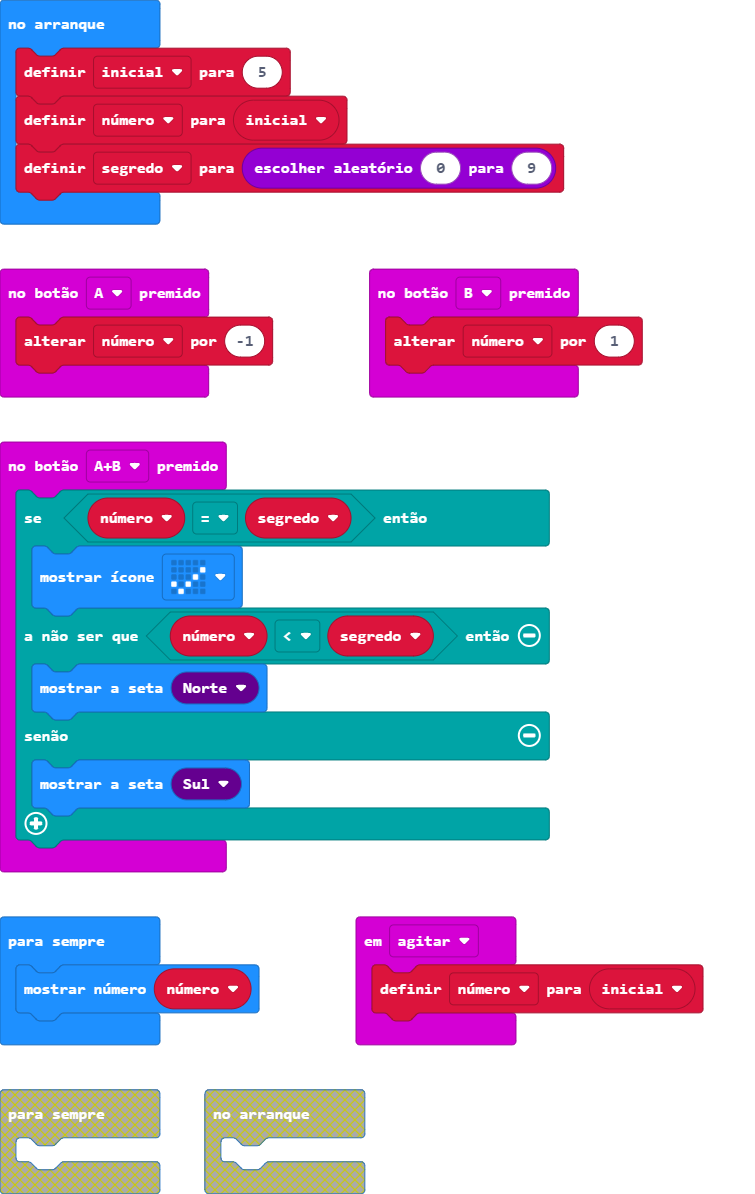 no arranque
definir inicial para 5
definir número para inicial
definir segredo para escolher aleatório 0 para 9
no botão A premido
alterar número por -1
no botão B premido
alterar número por 1
no botão A+B premido
se número = segredo então
mostrar ícone
a não ser que número < segredo então
mostrar a seta Norte
senão
mostrar a seta Sul
para sempre
mostrar número número
em agitar
definir número para inicial
para sempre
no arranque